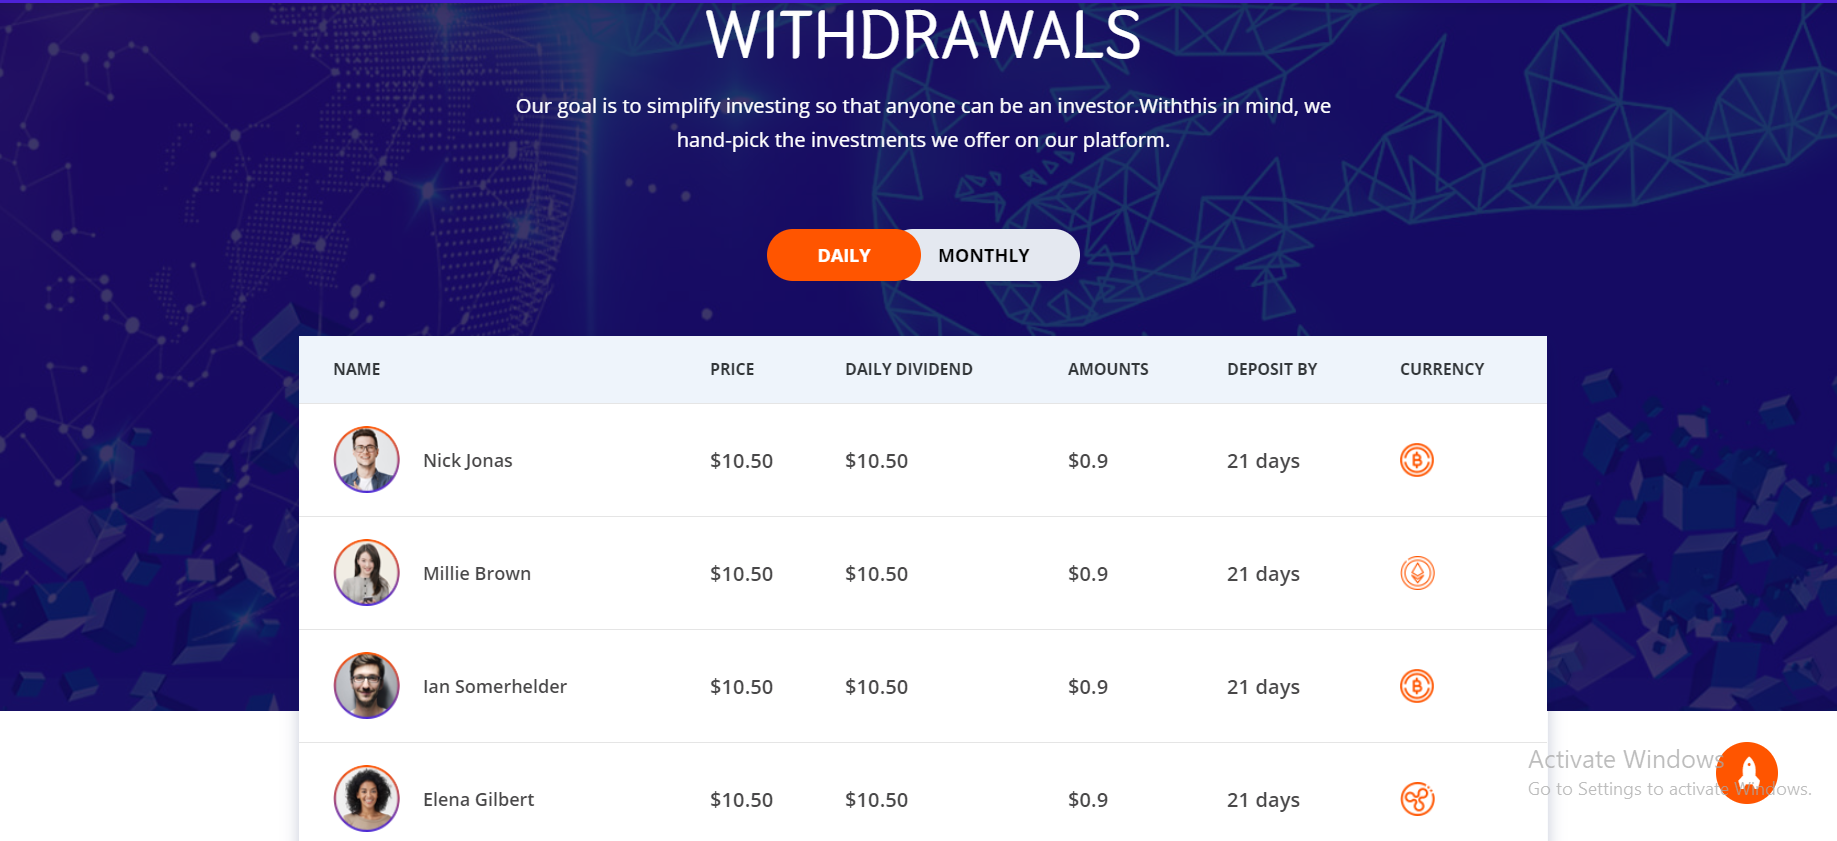 WITHDRAWALS
Our goal is to simplify investing so that anyone can be an investor.Withthis in mind, we
hand-pick the investments we offer on our platform.
DAILY MONTHLY
NAME PRICE DAILY DIVIDEND AMOUNTS DEPOSIT BY CURRENCY
Nick Jonas $10.50 $10.50 $0.9 21 days
Millie Brown $10.50 $10.50 $0.9 21 days
Ian Somerhelder $10.50 $10.50 $0.9 21 days
Elena Gilbert $10.50 $10.50 $0.9 21 days
Activate Windows
Go to Settings to activate Windows.